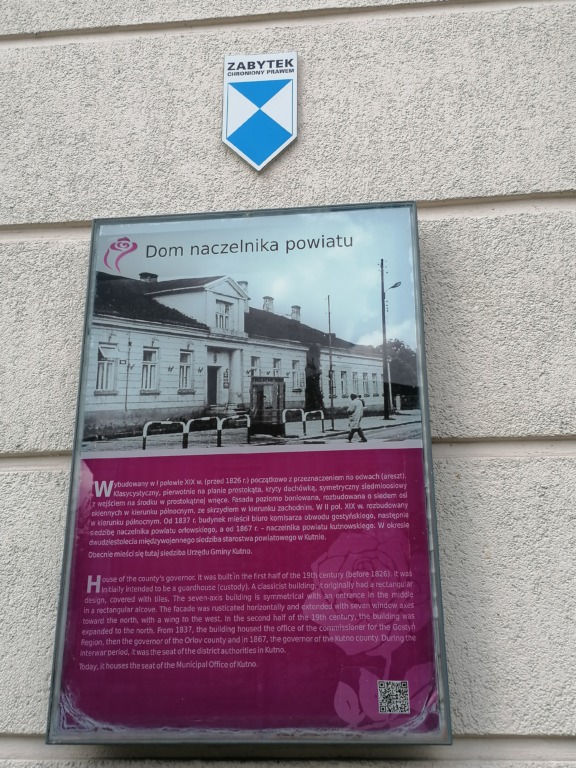 ZABYTEK
CHRONIONY PRAWEM
Dom naczelnika powiatu
Wybudowany w I połowie XIX w. (przed 1826 r.) początkowo z przeznaczeniem na odwach (areszt).
Klasycystyczny, pierwotnie na planie prostokąta, kryty dachówką, symetryczny siedmioosiowy
z wejściem na środku w prostokątnej wnęce. Fasada poziomo boniowana, rozbudowana o siedem osi
okiennych w kierunku północnym, ze skrzydłem w kierunku zachodnim. W II poł. XIX w. rozbudowany
w kierunku północnym. Od 1837 r. budynek mieścił biuro komisarza obwodu gostyńskiego, następnie
siedzibę naczelnika powiatu orłowskiego, a od 1867 r. – naczelnika powiatu kutnowskiego. W okresie
dwudziestolecia międzywojennego siedziba starostwa powiatowego w Kutnie.
Obecnie mieści się tutaj siedziba Urzędu Gminy Kutno.
House of the county's governor. It was built in the first half of the 19th century (before 1826). It was
initially intended to be a guardhouse (custody). A classicist building, it originally had a rectangular
design, covered with tiles. The seven-axis building is symmetrical with an entrance in the middle
in a rectangular alcove. The facade was rusticated horizontally and extended with seven window axes
toward the north, with a wing to the west. In the second half of the 19th century, the building was
expanded to the north. From 1837, the building housed the office of the commissioner for the Gostyń
Region, then the governor of the Orłov county and in 1867, the governor of the Kutno county. During the
interwar period, it was the seat of the district authorities in Kutno.
Today, it houses the seat of the Municipal Office of Kutno.